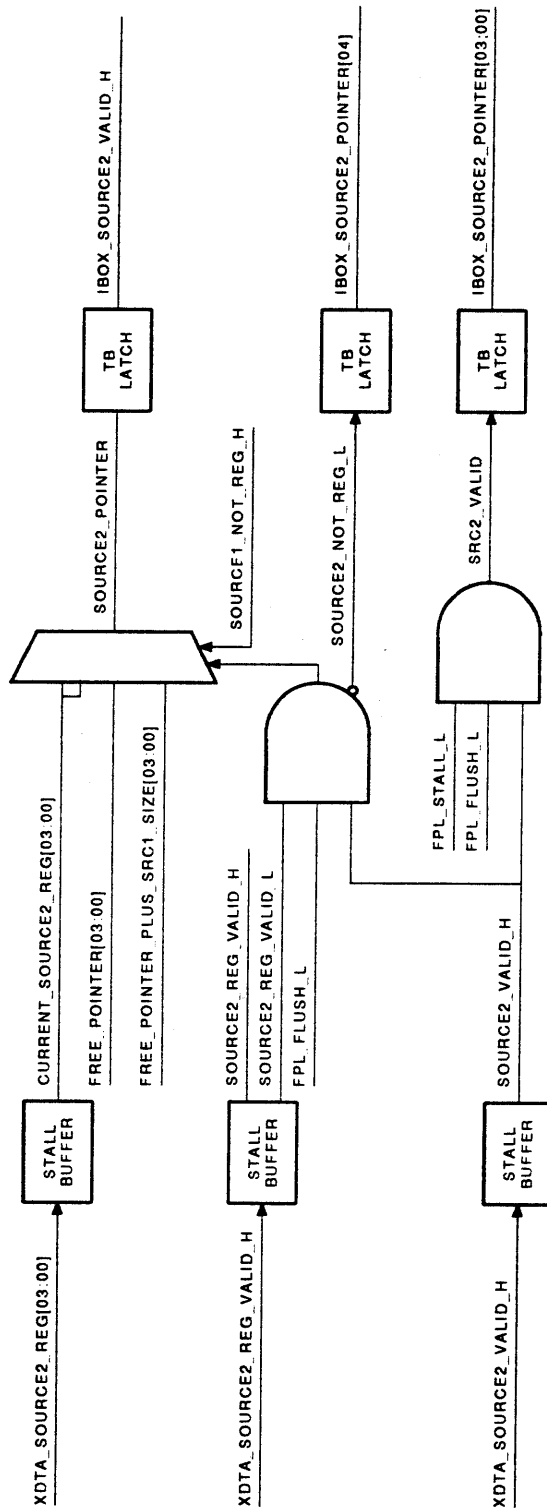 XDTA_SOURCE2_REG[03:00]
STALL
BUFFER
CURRENT_SOURCE2_REG[03:00]
FREE_POINTER[03:00]
FREE_POINTER_PLUS_SRC1_SIZE[03:00]
SOURCE2_POINTER
TB
LATCH
IBOX_SOURCE2_VALID_H
SOURCE1_NOT_REG_H
XDTA_SOURCE2_REG_VALID_H
STALL
BUFFER
SOURCE2_REG_VALID_H
SOURCE2_REG_VALID_L
FPL_FLUSH_L
SOURCE2_NOT_REG_L
TB
LATCH
IBOX_SOURCE2_POINTER[04]
XDTA_SOURCE2_VALID_H
STALL
BUFFER
SOURCE2_VALID_H
FPL_STALL_L
FPL_FLUSH_L
SRC2_VALID
TB
LATCH
IBOX_SOURCE2_POINTER[03:00]